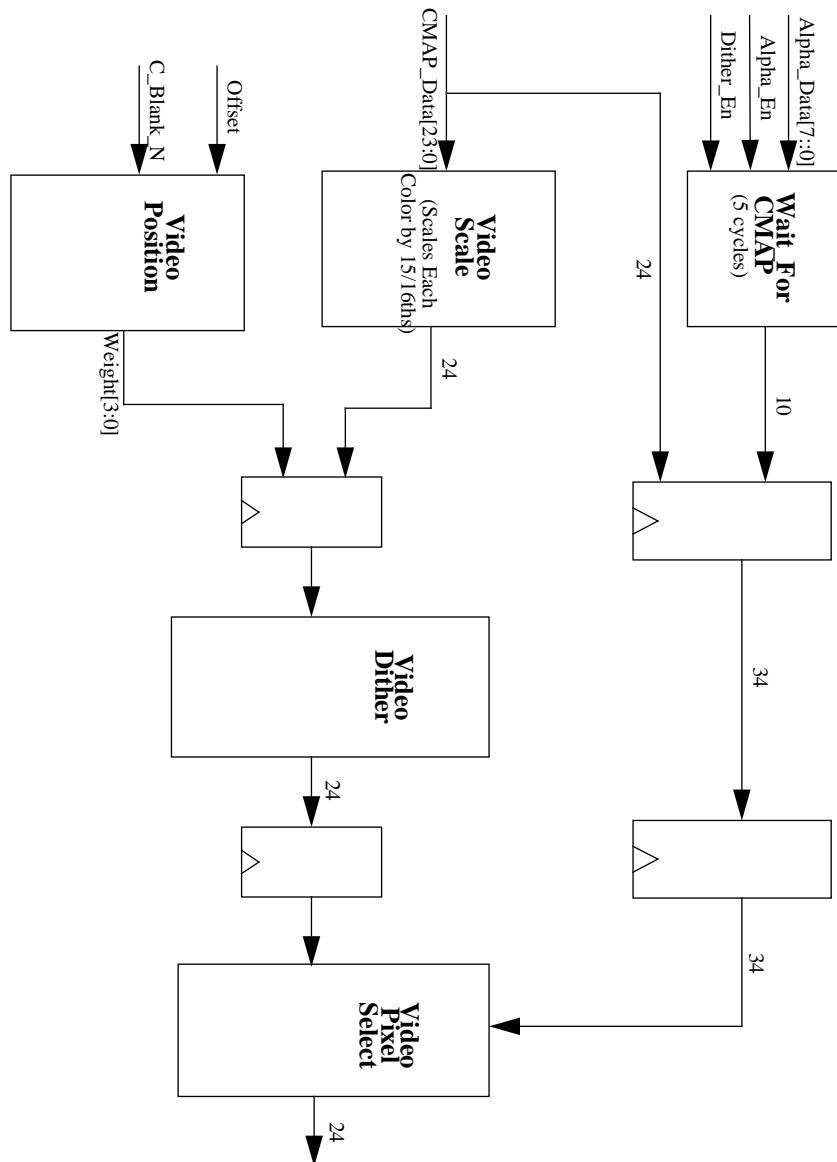 Alpha_Data[7::0]
Alpha_En
Dither_En
Wait_For
CMAP
(5 cycles)
10
34
34
24
CMAP_Data[23:0]
Video
Scale
(Scales Each
Color by 15/16ths)
24
Offset
C_Blank_N
Video
Position
Weight[3:0]
Video
Dither
24
Video
Pixel
Select
24